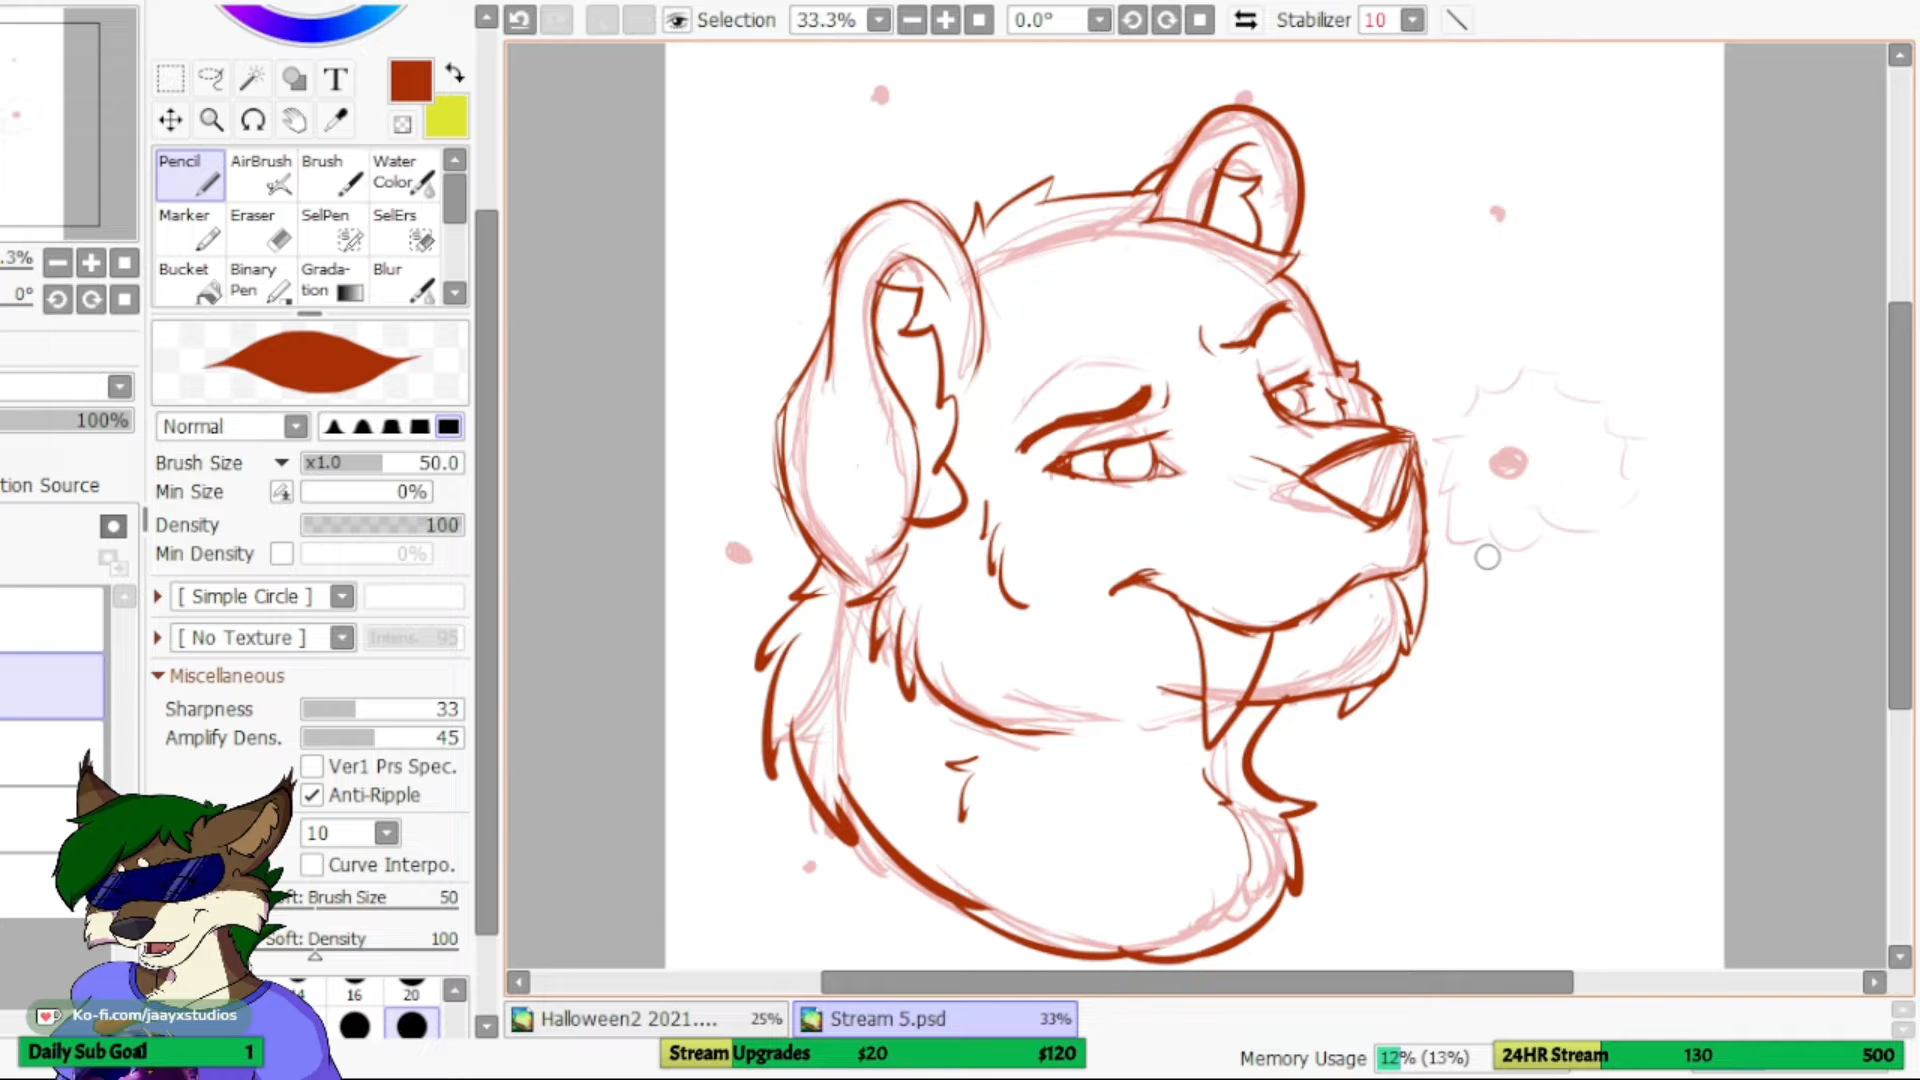 Selection 33.3% 0.0° Stabilizer 10
T
Pencil AirBrush Brush Water Color
Marker Eraser SelPen SelErs
Bucket Binary Pen Grada-tion Blur
.3%
0°
100%
tion Source
Normal
Brush Size x1.0 50.0
Min Size 0%
Density 100
Min Density 0%
[ Simple Circle ]
[ No Texture ] Intens. 95
Miscellaneous
Sharpness 33
Amplify Dens. 45
Ver1 Prs Spec.
Anti-Ripple
10
Curve Interpo.
ft: Brush Size 50
Soft: Density 100
16 20
Halloween2 2021.... 25% Stream 5.psd 33%
Ko-fi.com/jaayxstudios
Daily Sub Goal 1
Stream Upgrades $20 $120
Memory Usage 12% (13%)
24HR Stream 130 500